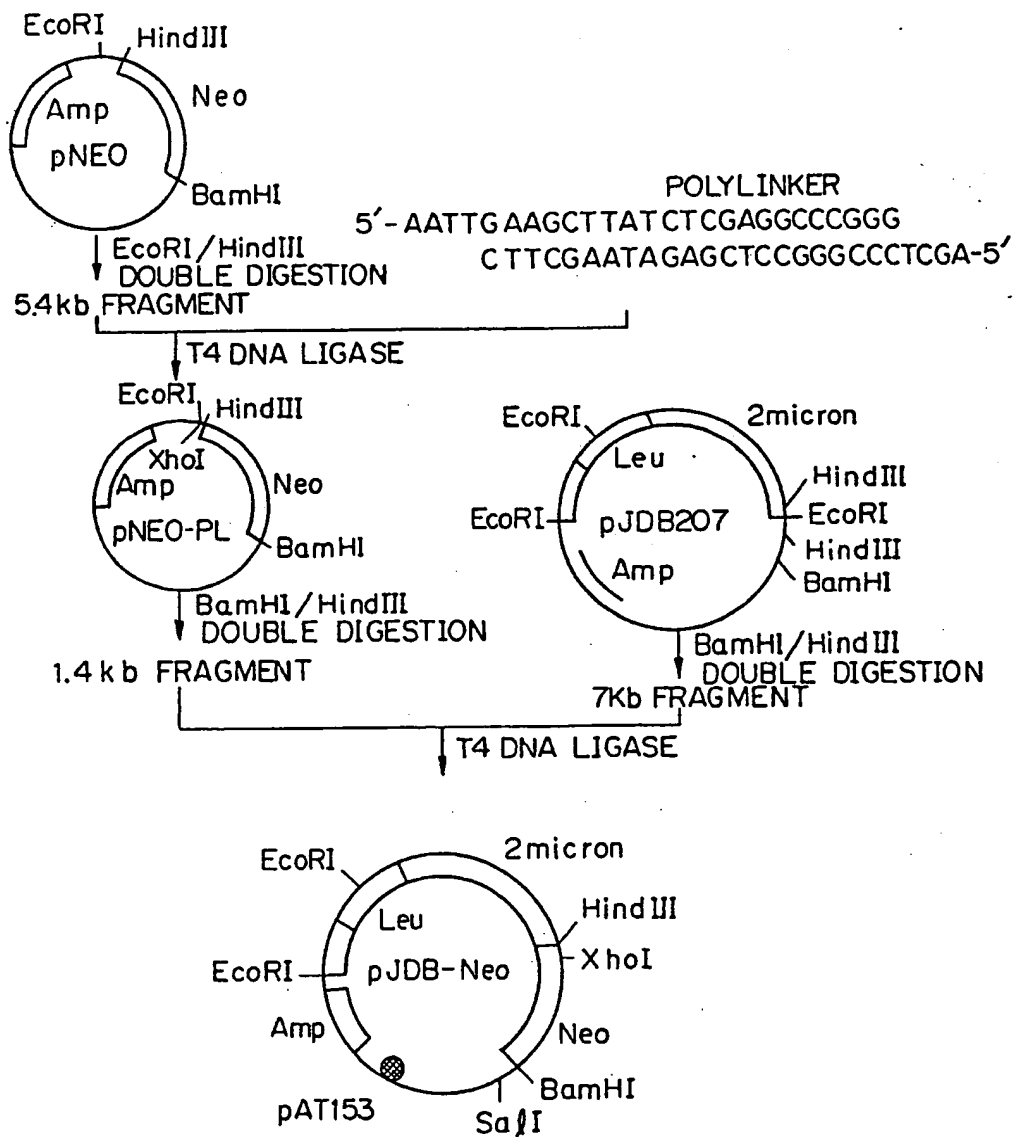 EcoRI
HindIII
Amp
Neo
pNEO
BamHI
EcoRI/HindIII
DOUBLE DIGESTION
5.4kb FRAGMENT
POLYLINKER
5′-AATTGAAGCTTATCTCGAGGCCCGGG
CTTCGAATAGAGCTCCGGGCCCTCGA-5′
T4 DNA LIGASE
EcoRI
HindIII
XhoI
Amp
Neo
pNEO-PL
BamHI
BamHI/HindIII
DOUBLE DIGESTION
1.4kb FRAGMENT
EcoRI
2micron
Leu
HindIII
EcoRI
pJDB207
EcoRI
HindIII
Amp
BamHI
BamHI/HindIII
DOUBLE DIGESTION
7Kb FRAGMENT
T4 DNA LIGASE
EcoRI
2micron
Leu
HindIII
EcoRI
pJDB-Neo
XhoI
Amp
Neo
BamHI
pAT153
SalI